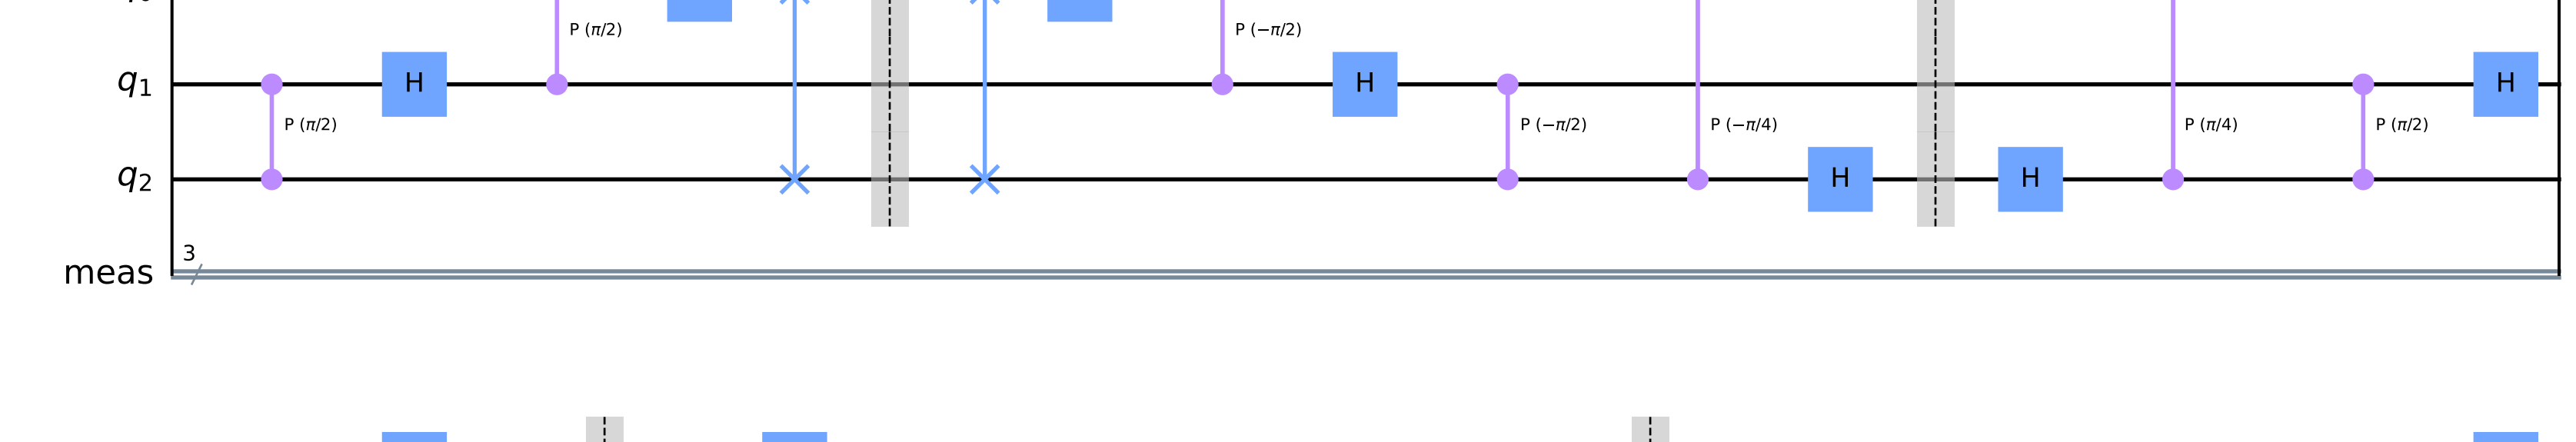 P (π/2) P (−π/2)
q₁ H H H
P (π/2) P (−π/2) P (−π/4) P (π/4) P (π/2)
q₂ H H
3
meas